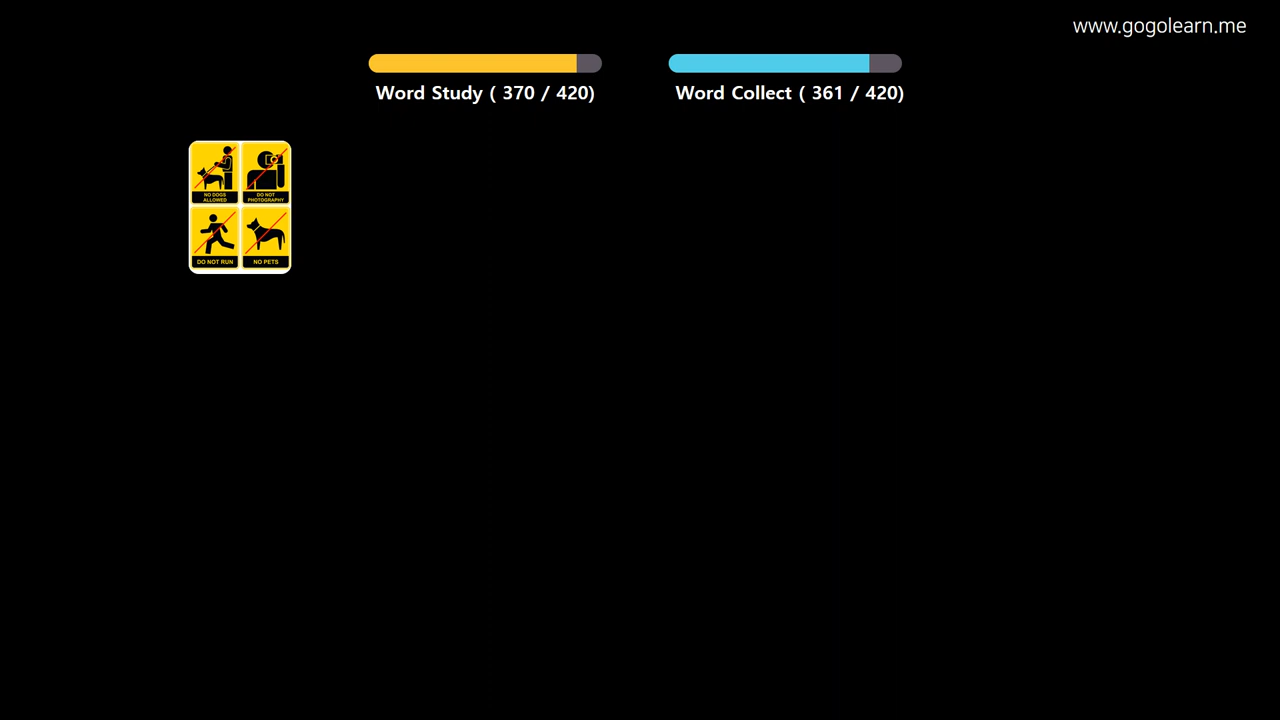 www.gogolearn.me
Word Study ( 370 / 420)
Word Collect ( 361 / 420)
NO DOGS
ALLOWED
DO NOT
PHOTOGRAPHY
DO NOT RUN
NO PETS